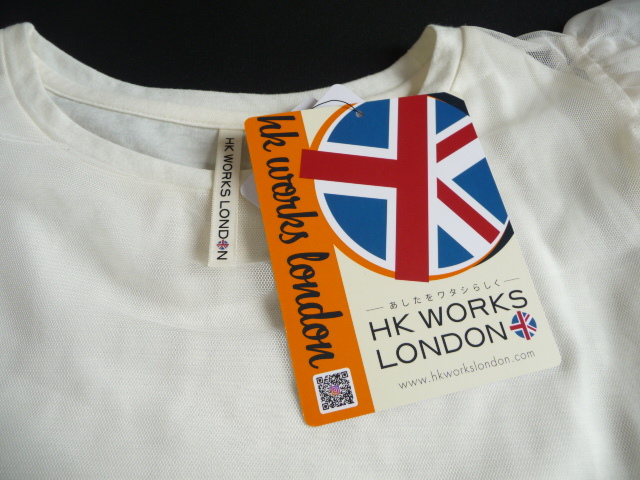 HK WORKS LONDON
hk works london
あしたをワタシらしく
HK WORKS
LONDON
www.hkworkslondon.com